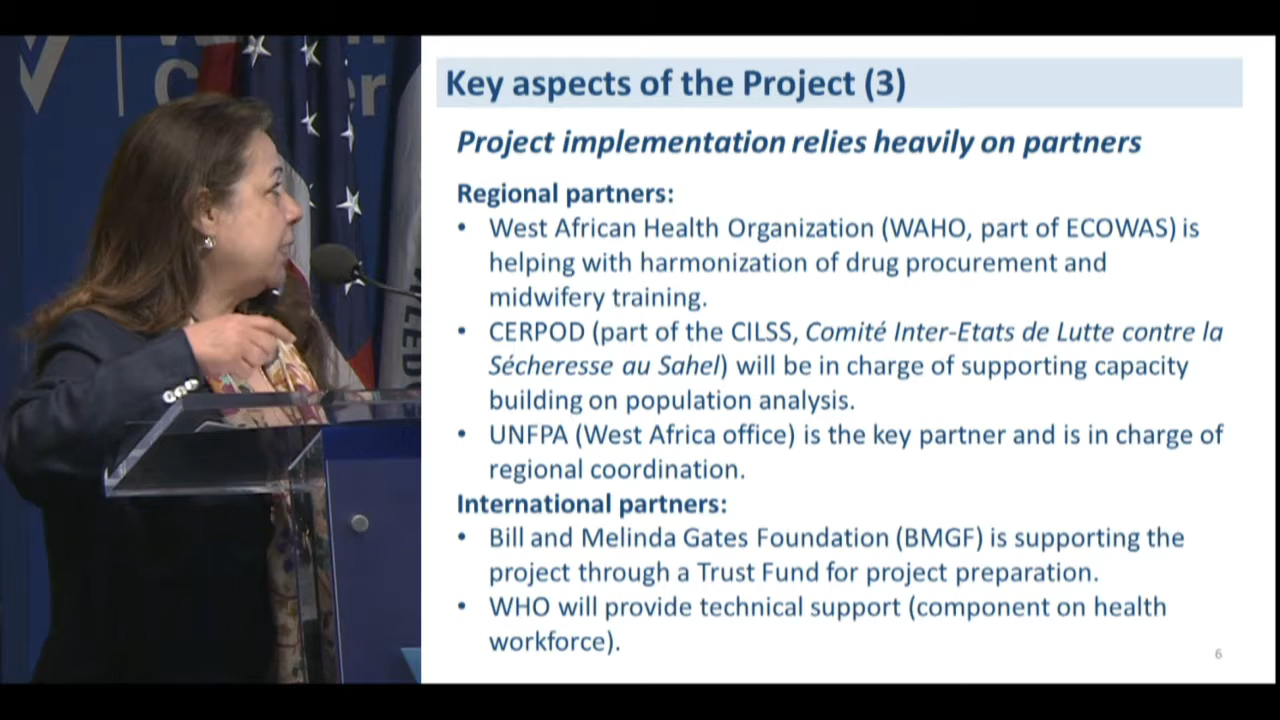 Key aspects of the Project (3)
Project implementation relies heavily on partners
Regional partners:
• West African Health Organization (WAHO, part of ECOWAS) is
helping with harmonization of drug procurement and
midwifery training.
• CERPOD (part of the CILSS, Comité Inter-Etats de Lutte contre la
Sécheresse au Sahel) will be in charge of supporting capacity
building on population analysis.
• UNFPA (West Africa office) is the key partner and is in charge of
regional coordination.
International partners:
• Bill and Melinda Gates Foundation (BMGF) is supporting the
project through a Trust Fund for project preparation.
• WHO will provide technical support (component on health
workforce).
6